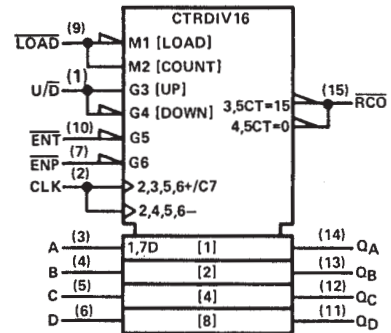 CTRDIV16
LOAD (9) M1 [LOAD]
M2 [COUNT]
U/D (1) G3 [UP]
G4 [DOWN]
ENT (10) G5
ENP (7) G6
CLK (2) 2,3,5,6+/C7
2,4,5,6−
3,5CT=15 (15) RCO
4,5CT=0
A (3) 1,7D [1] (14) QA
B (4) [2] (13) QB
C (5) [4] (12) QC
D (6) [8] (11) QD